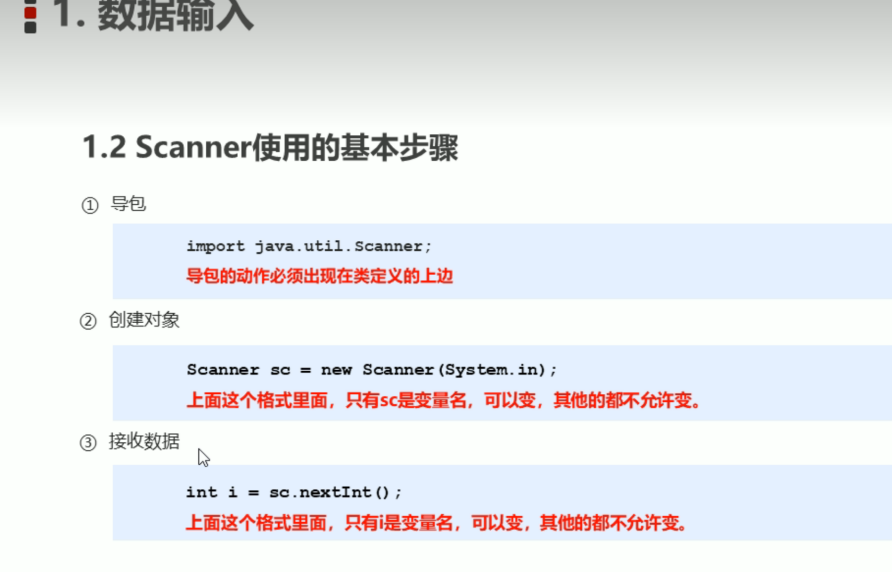 1. 数据输入
1.2 Scanner使用的基本步骤
① 导包
import java.util.Scanner;
导包的动作必须出现在类定义的上边
② 创建对象
Scanner sc = new Scanner(System.in);
上面这个格式里面，只有sc是变量名，可以变，其他的都不允许变。
③ 接收数据
int i = sc.nextInt();
上面这个格式里面，只有i是变量名，可以变，其他的都不允许变。